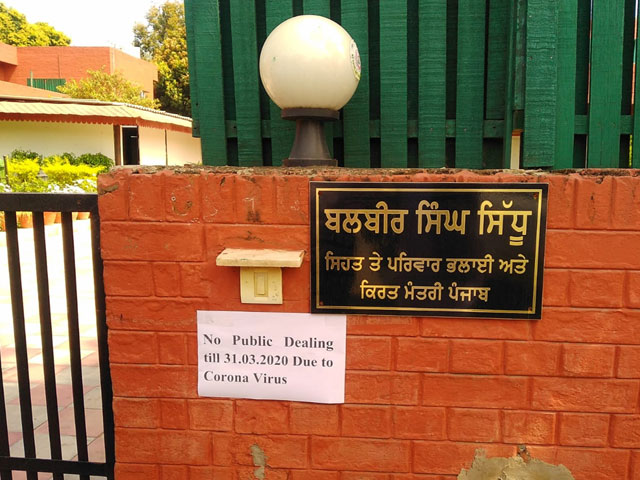 ਬਲਬੀਰ ਸਿੰਘ ਸਿੱਧੂ
ਸਿਹਤ ਤੇ ਪਰਿਵਾਰ ਭਲਾਈ ਅਤੇ
ਕਿਰਤ ਮੰਤਰੀ ਪੰਜਾਬ
No Public Dealing
till 31.03.2020 Due to
Corona Virus